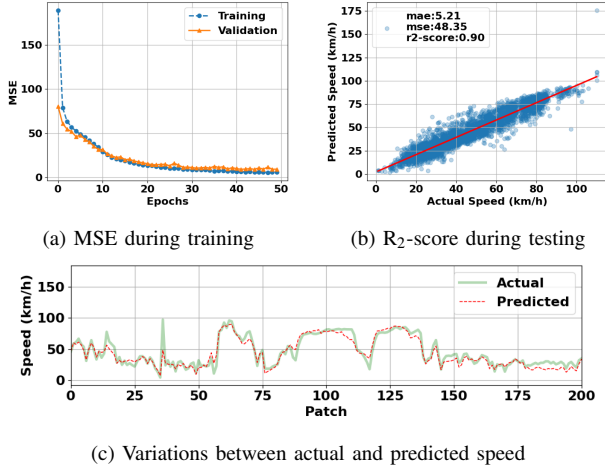 Training
Validation
MSE
150
100
50
0
0 10 20 30 40 50
Epochs
(a) MSE during training
mae:5.21
mse:48.35
r2-score:0.90
Predicted Speed (km/h)
175
150
125
100
75
50
25
0
0 20 40 60 80 100
Actual Speed (km/h)
(b) R2-score during testing
Actual
Predicted
Speed (km/h)
150
100
50
0
0 25 50 75 100 125 150 175 200
Patch
(c) Variations between actual and predicted speed